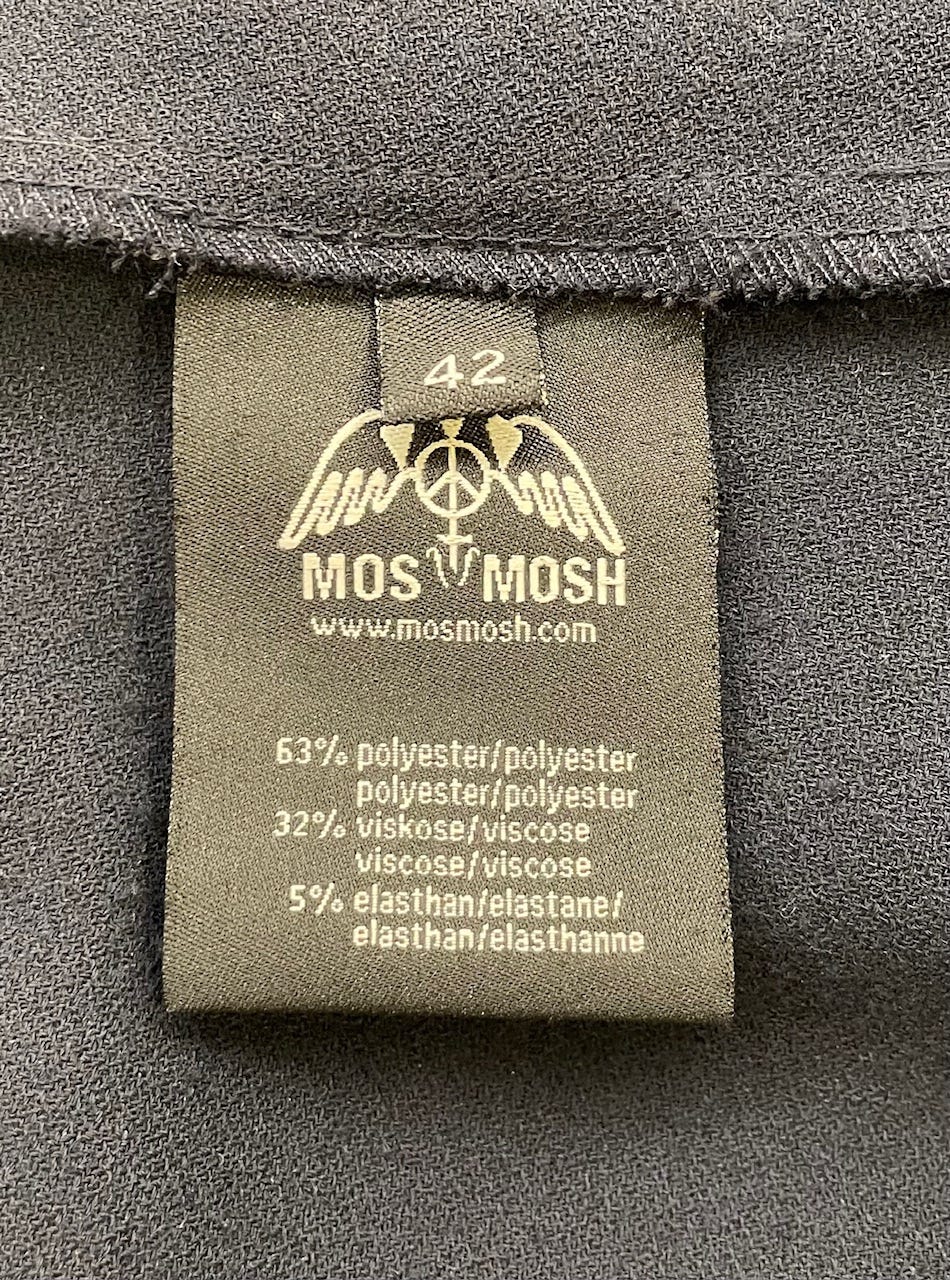 42
MOS MOSH
www.mosmosh.com
63% polyester/polyester
polyester/polyester
32% viskose/viscose
viscose/viscose
5% elasthan/elastane/
elasthan/elasthanne